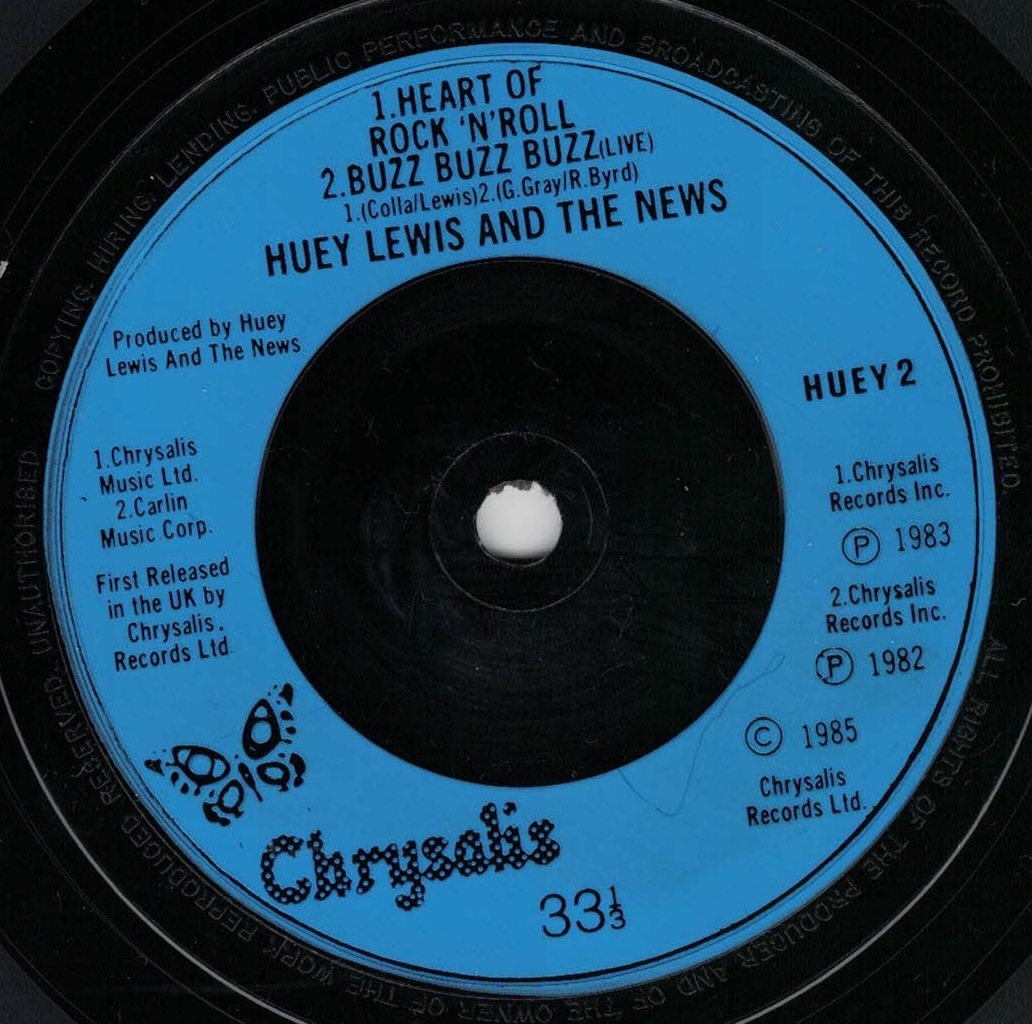 1.HEART OF
ROCK 'N'ROLL
2.BUZZ BUZZ BUZZ(LIVE)
1.(Colla/Lewis)2.(G.Gray/R.Byrd)
HUEY LEWIS AND THE NEWS
Produced by Huey
Lewis And The News
HUEY 2
1.Chrysalis
Music Ltd.
2.Carlin
Music Corp.
First Released
in the UK by
Chrysalis.
Records Ltd
1.Chrysalis
Records Inc.
Ⓟ 1983
2.Chrysalis
Records Inc.
Ⓟ 1982
© 1985
Chrysalis
Records Ltd.
Chrysalis
33⅓
ALL RIGHTS OF THE PRODUCER AND OF THE OWNER OF THE WORK REPRODUCED RESERVED. UNAUTHORISED COPYING. HIRING. LENDING. PUBLIC PERFORMANCE AND BROADCASTING OF THIS RECORD PROHIBITED.